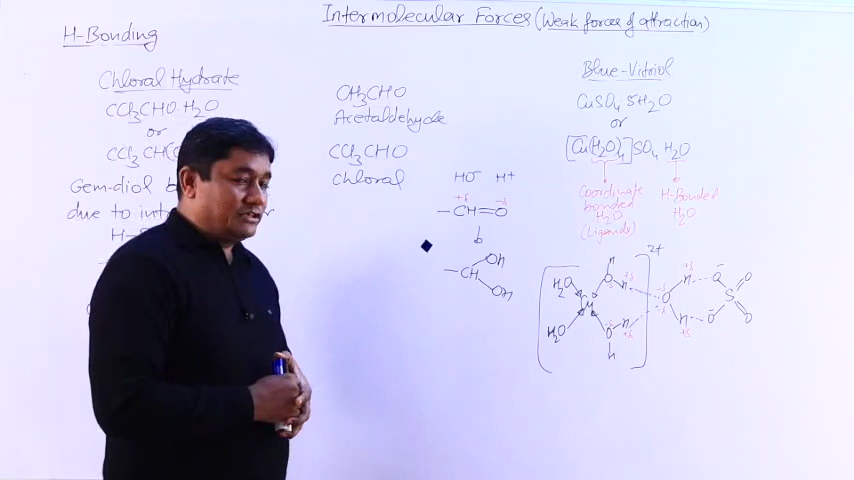 Intermolecular Forces (Weak forces of attraction)
H-Bonding
Chloral Hydrate
CCl3CHO·H2O
or
CCl3CH(
Gem-diol
due to
H-
CH3CHO
Acetaldehyde
CCl3CHO
Chloral
HO⁻ H⁺
+δ -δ
-CH=O
-CH
OH
OH
Blue-Vitriol
CuSO4 5H2O
or
[Cu(H2O)4]SO4 H2O
Coordinate bonded H2O (Ligands)
H-Bonded H2O
2+
H2O Cu O H H +δ
H2O O H H +δ
-δ O -δ H +δ H +δ
O⁻ S O
O⁻ O